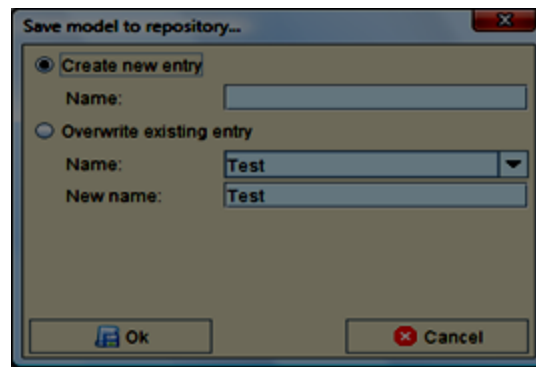 Save model to repository...
Create new entry
Name:
Overwrite existing entry
Name: Test
New name: Test
Ok Cancel